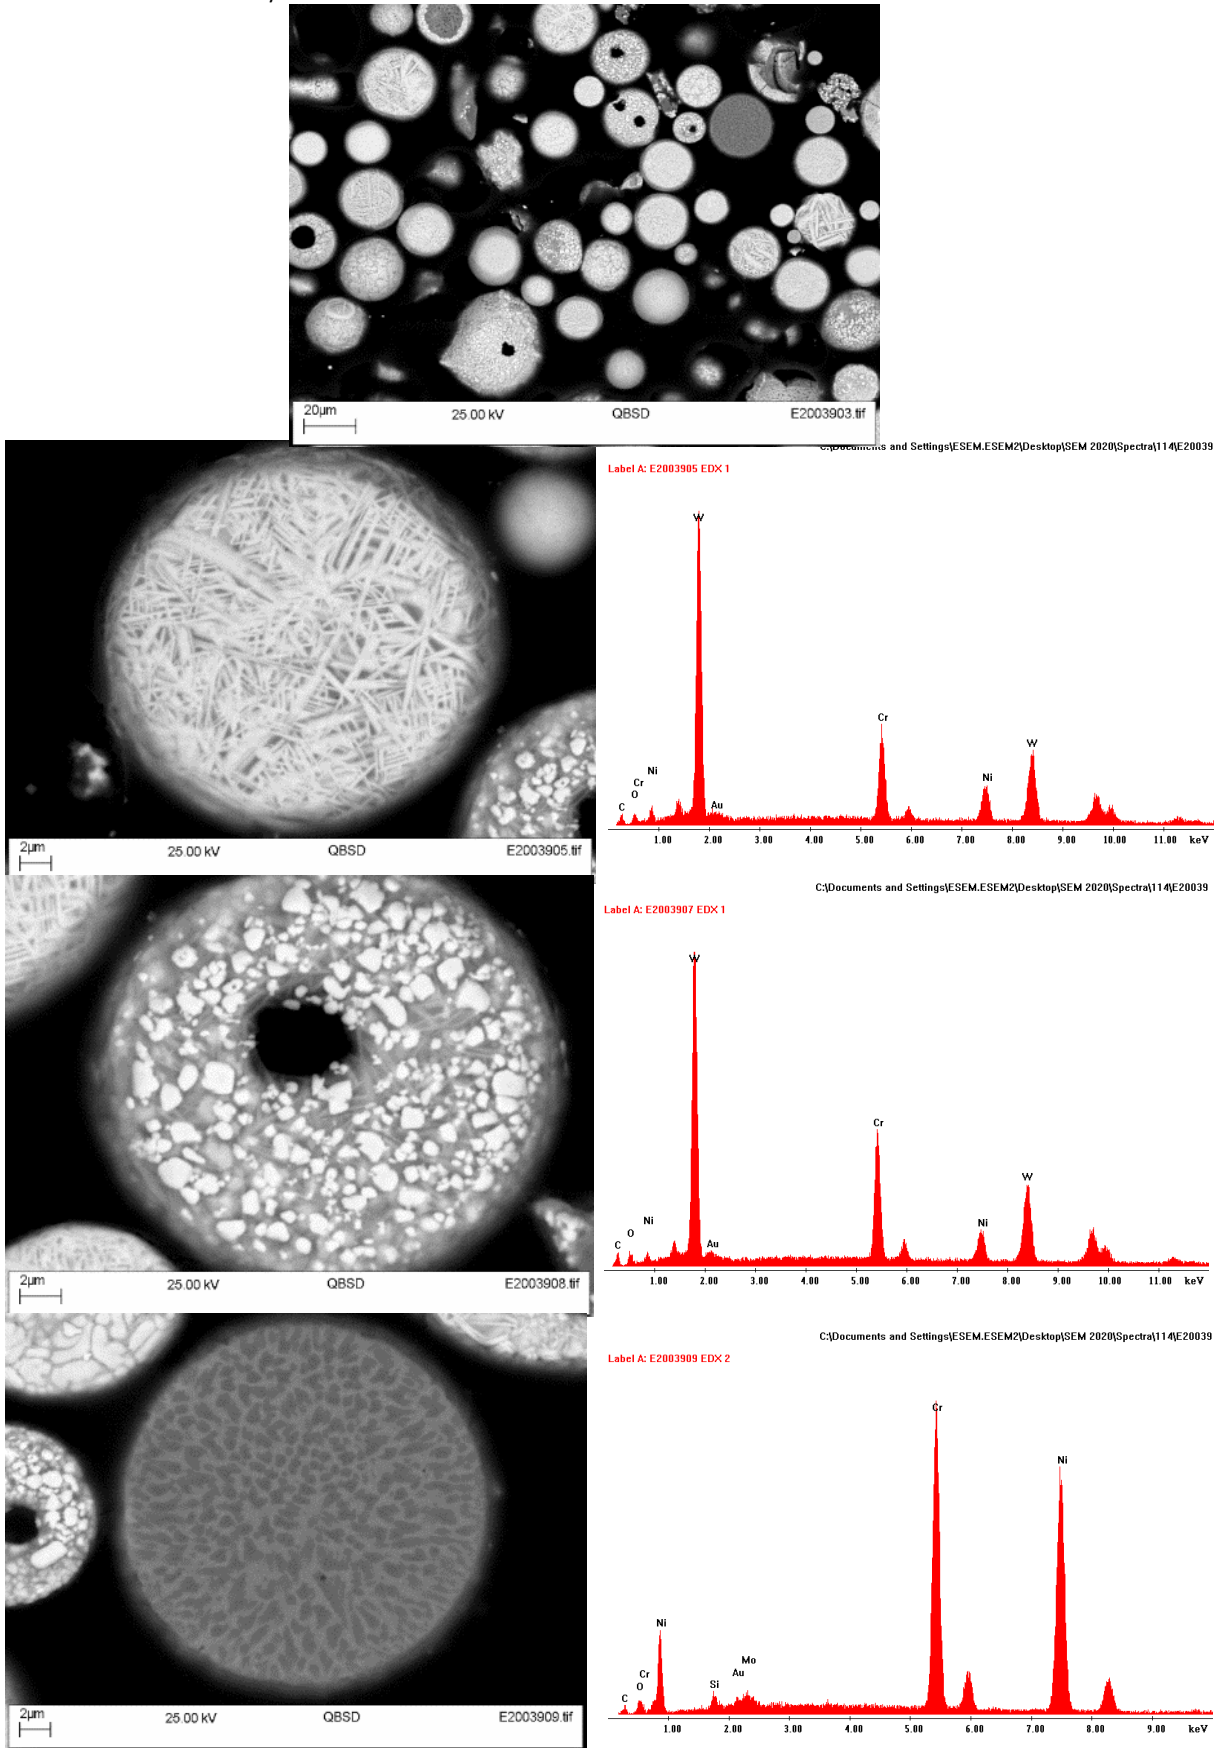 20µm 25.00 kV QBSD E2003903.tif
C:\Documents and Settings\ESEM.ESEM2\Desktop\SEM 2020\Spectra\114\E20039
Label A: E2003905 EDX 1
W
Cr
W
Ni
Ni
Cr
O
C
Au
1.00 2.00 3.00 4.00 5.00 6.00 7.00 8.00 9.00 10.00 11.00 keV
2µm 25.00 kV QBSD E2003905.tif
C:\Documents and Settings\ESEM.ESEM2\Desktop\SEM 2020\Spectra\114\E20039
Label A: E2003907 EDX 1
W
Cr
W
Ni
Ni
O
C
Au
1.00 2.00 3.00 4.00 5.00 6.00 7.00 8.00 9.00 10.00 11.00 keV
2µm 25.00 kV QBSD E2003908.tif
C:\Documents and Settings\ESEM.ESEM2\Desktop\SEM 2020\Spectra\114\E20039
Label A: E2003909 EDX 2
Cr
Ni
Ni
Mo
Cr
Au
O
Si
C
1.00 2.00 3.00 4.00 5.00 6.00 7.00 8.00 9.00 keV
2µm 25.00 kV QBSD E2003909.tif